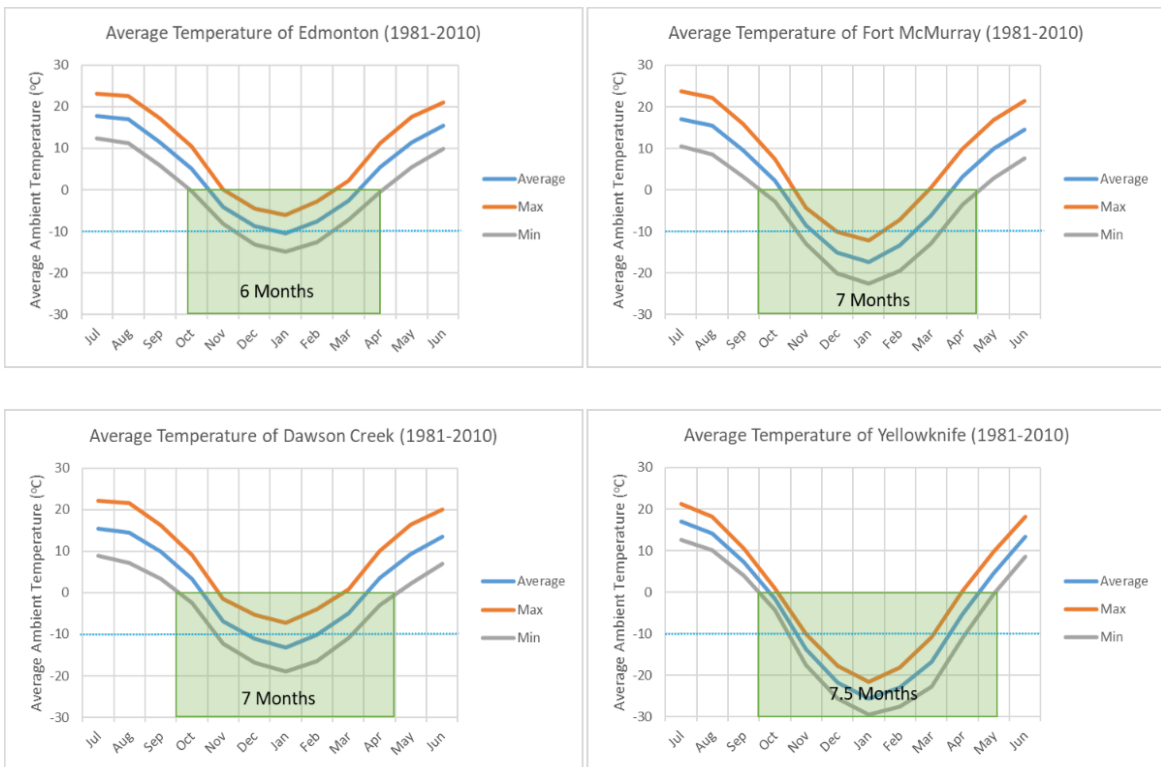 Average Temperature of Edmonton (1981-2010)
Average Ambient Temperature (°C)
30
20
10
0
-10
-20
-30
6 Months
Jul Aug Sep Oct Nov Dec Jan Feb Mar Apr May Jun
Average
Max
Min
Average Temperature of Fort McMurray (1981-2010)
Average Ambient Temperature (°C)
30
20
10
0
-10
-20
-30
7 Months
Jul Aug Sep Oct Nov Dec Jan Feb Mar Apr May Jun
Average
Max
Min
Average Temperature of Dawson Creek (1981-2010)
Average Ambient Temperature (°C)
30
20
10
0
-10
-20
-30
7 Months
Jul Aug Sep Oct Nov Dec Jan Feb Mar Apr May Jun
Average
Max
Min
Average Temperature of Yellowknife (1981-2010)
Average Ambient Temperature (°C)
30
20
10
0
-10
-20
-30
7.5 Months
Jul Aug Sep Oct Nov Dec Jan Feb Mar Apr May Jun
Average
Max
Min